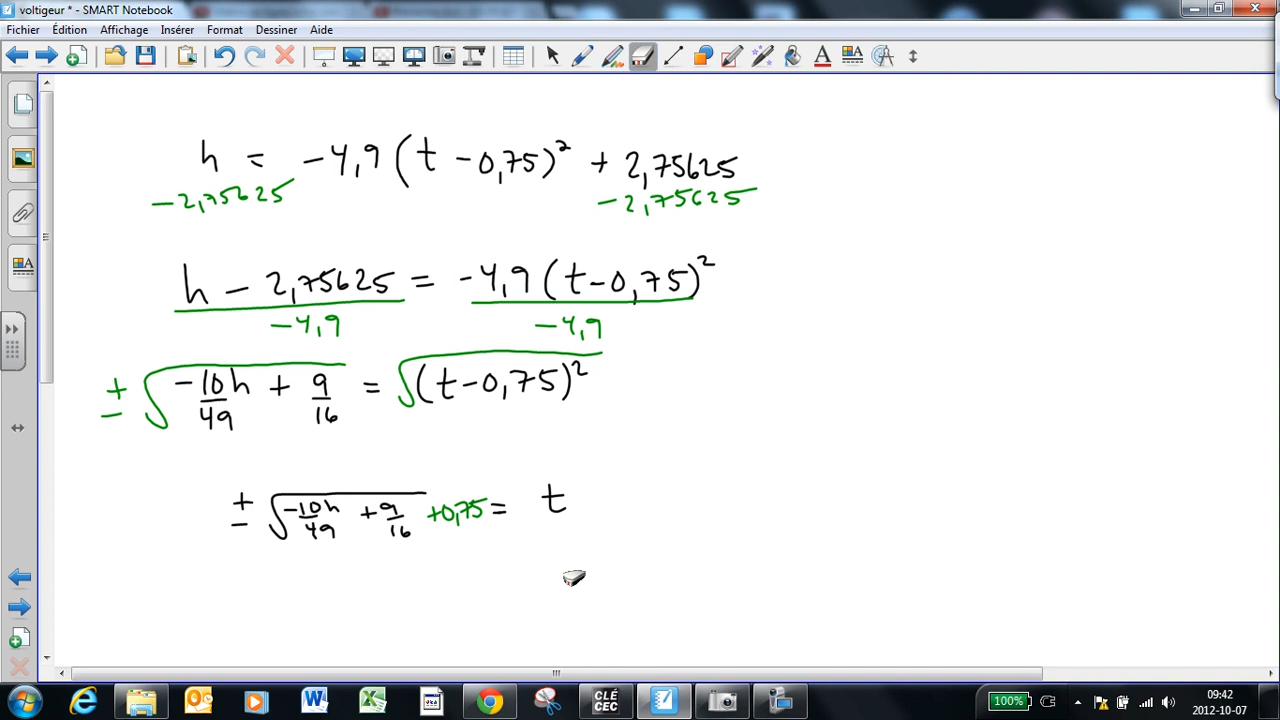 voltigeur * - SMART Notebook
Fichier Édition Affichage Insérer Format Dessiner Aide
h = -4,9 (t - 0,75)² + 2,75625
-2,75625 -2,75625
h - 2,75625 = -4,9 (t - 0,75)²
-4,9 -4,9
± √(-10h/49 + 9/16) = √(t - 0,75)²
± √(-10h/49 + 9/16) + 0,75 = t
100% 09:42
2012-10-07
CLÉ
CEC